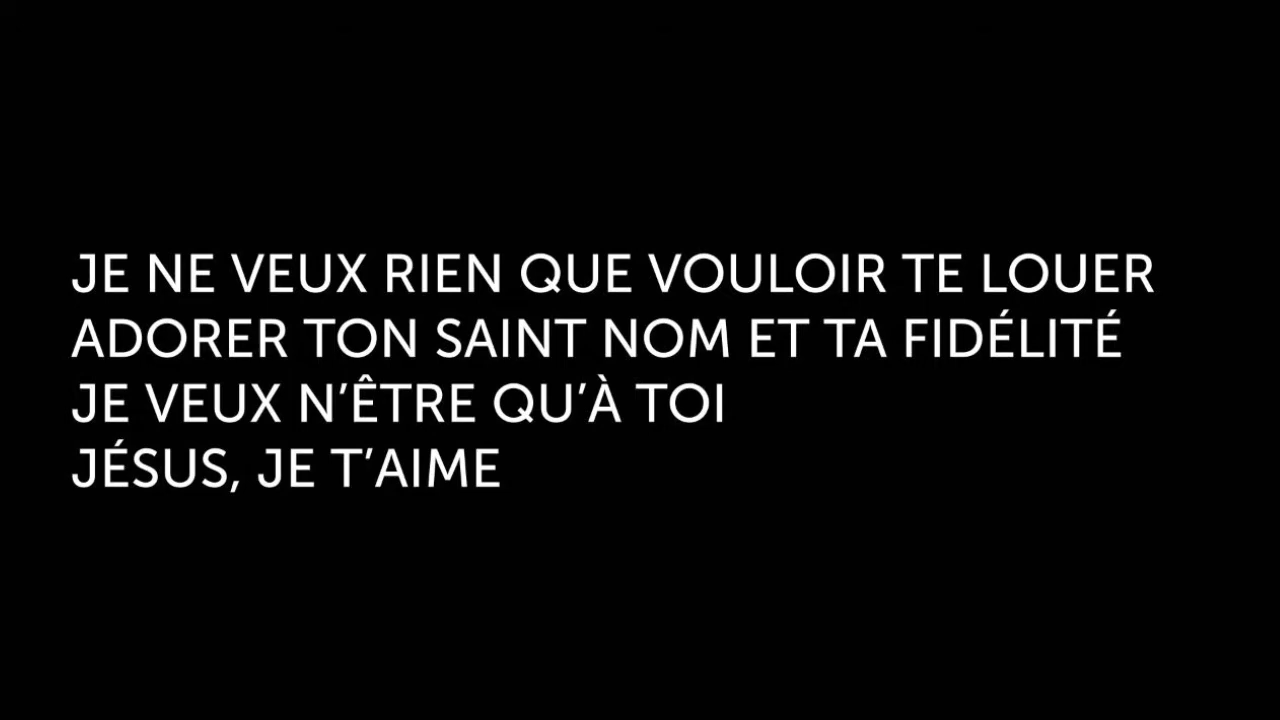 JE NE VEUX RIEN QUE VOULOIR TE LOUER
ADORER TON SAINT NOM ET TA FIDÉLITÉ
JE VEUX N’ÊTRE QU’À TOI
JÉSUS, JE T’AIME